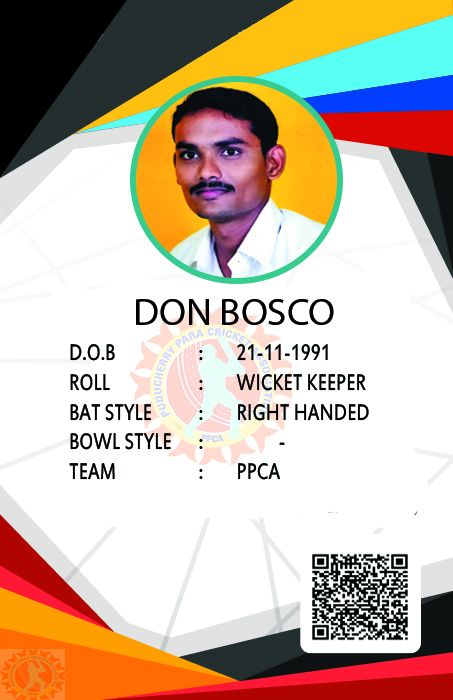 DON BOSCO
D.O.B : 21-11-1991
ROLL : WICKET KEEPER
BAT STYLE : RIGHT HANDED
BOWL STYLE : -
TEAM : PPCA
PUDUCHERRY PARA CRICKET ASSOCIATION
PPCA